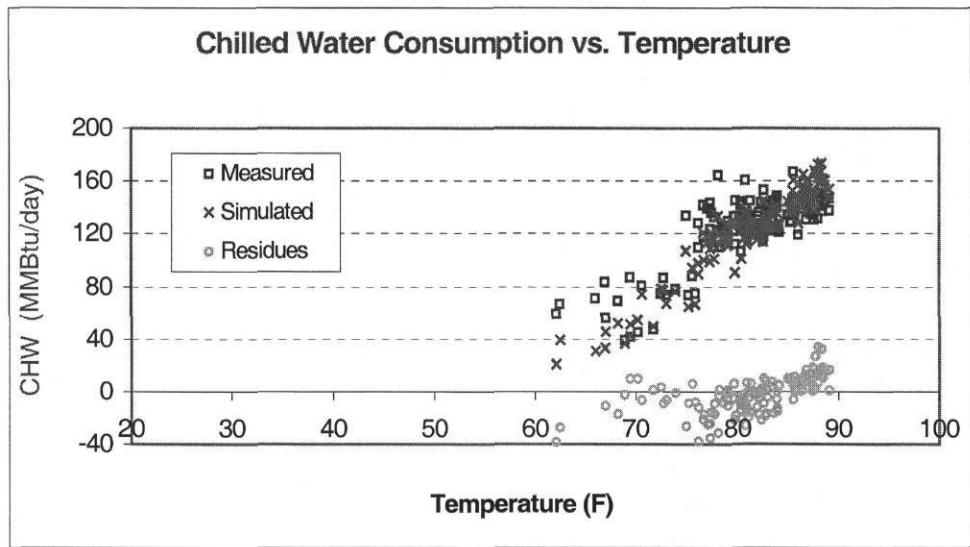 Chilled Water Consumption vs. Temperature
CHW (MMBtu/day)
200
160
120
80
40
0
-40
Measured
Simulated
Residues
20 30 40 50 60 70 80 90 100
Temperature (F)